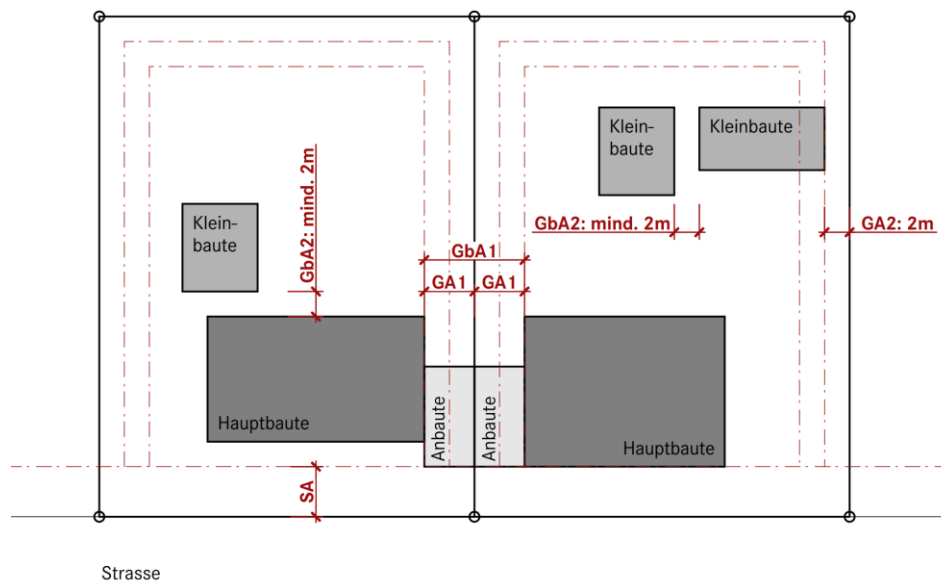 Klein-
baute
Kleinbaute
Klein-
baute
GbA2: mind. 2m
GbA2: mind. 2m
GA2: 2m
GbA1
GA1
GA1
Hauptbaute
Anbaute
Anbaute
Hauptbaute
SA
Strasse